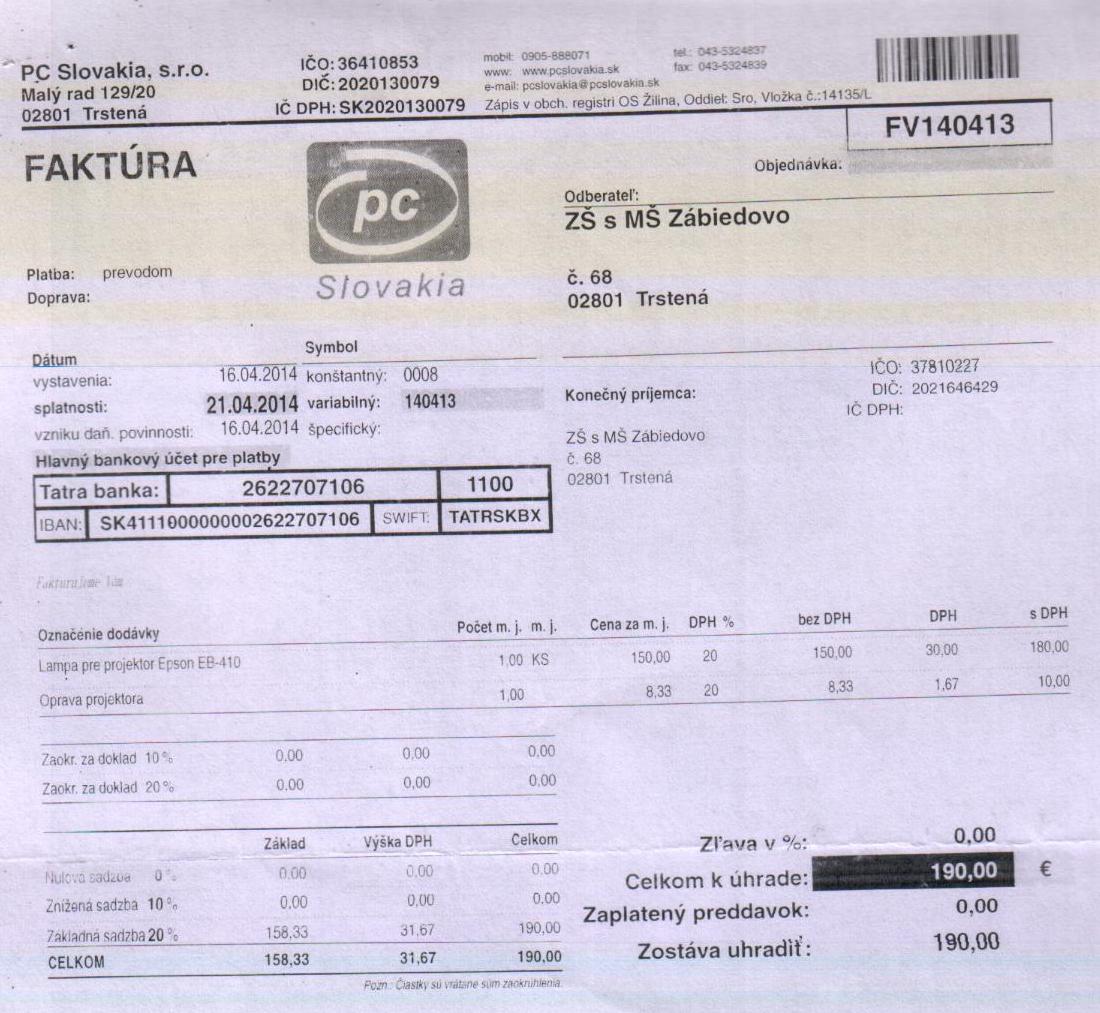 PC Slovakia, s.r.o.
Malý rad 129/20
02801 Trstená
IČO: 36410853
DIČ: 2020130079
IČ DPH: SK2020130079
mobil: 0905-888071 tel.: 043-5324837
www: www.pcslovakia.sk fax: 043-5324839
e-mail: pcslovakia@pcslovakia.sk
Zápis v obch. registri OS Žilina, Oddiel: Sro, Vložka č.:14135/L
FV140413
FAKTÚRA
pc
Slovakia
Objednávka:
Odberateľ:
ZŠ s MŠ Zábiedovo
č. 68
02801 Trstená
Platba: prevodom
Doprava:
Dátum Symbol
vystavenia: 16.04.2014 konštantný: 0008
splatnosti: 21.04.2014 variabilný: 140413
vzniku daň. povinnosti: 16.04.2014 špecifický:
IČO: 37810227
DIČ: 2021646429
IČ DPH:
Konečný príjemca:
ZŠ s MŠ Zábiedovo
č. 68
02801 Trstená
Hlavný bankový účet pre platby
Tatra banka: 2622707106 1100
IBAN: SK4111000000002622707106 SWIFT: TATRSKBX
Fakturujeme Vám
Označenie dodávky Počet m. j. m. j. Cena za m. j. DPH % bez DPH DPH s DPH
Lampa pre projektor Epson EB-410 1,00 KS 150,00 20 150,00 30,00 180,00
Oprava projektora 1,00 8,33 20 8,33 1,67 10,00
Zaokr. za doklad 10 % 0,00 0,00 0,00
Zaokr. za doklad 20 % 0,00 0,00 0,00
Základ Výška DPH Celkom
Nulová sadzba 0 % 0,00 0,00 0,00
Znížená sadzba 10 % 0,00 0,00 0,00
Základná sadzba 20 % 158,33 31,67 190,00
CELKOM 158,33 31,67 190,00
Pozn.: Čiastky sú vrátane súm zaokrúhlenia.
Zľava v %: 0,00
Celkom k úhrade: 190,00 €
Zaplatený preddavok: 0,00
Zostáva uhradiť: 190,00